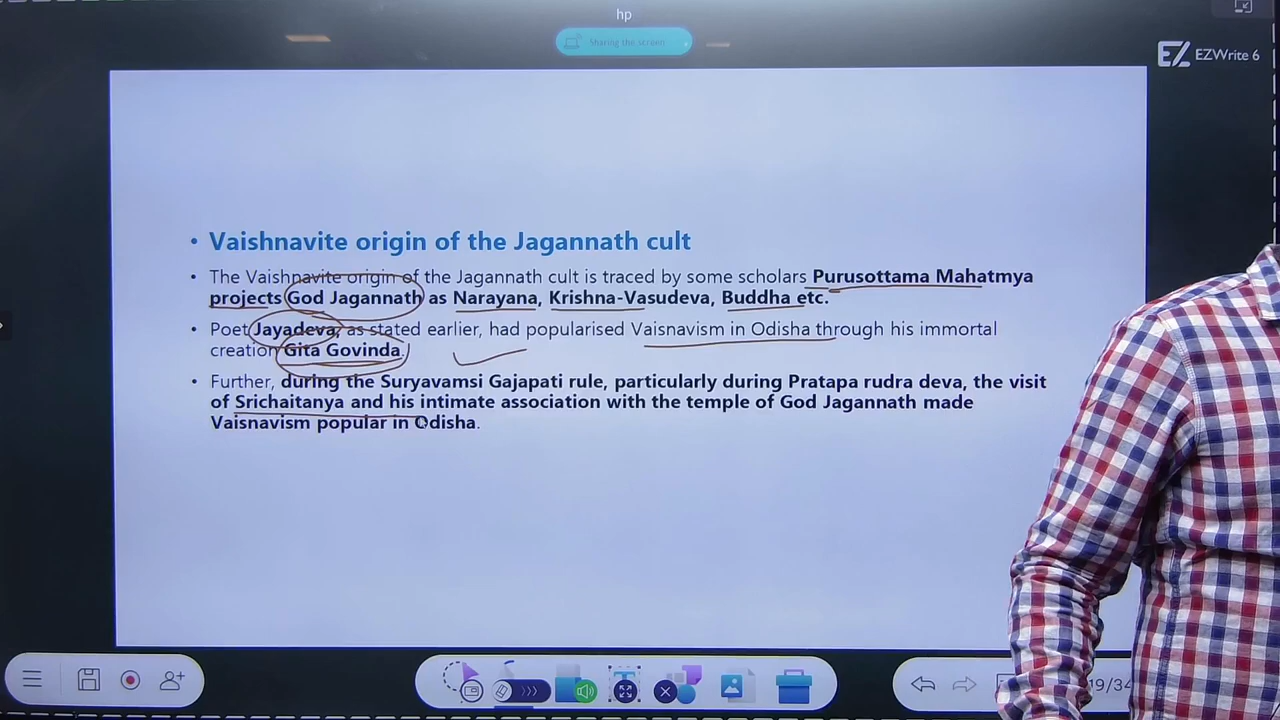 hp
Sharing the screen
EZ EZWrite 6
• Vaishnavite origin of the Jagannath cult
• The Vaishnavite origin of the Jagannath cult is traced by some scholars Purusottama Mahatmya
projects God Jagannath as Narayana, Krishna-Vasudeva, Buddha etc.
• Poet Jayadeva, as stated earlier, had popularised Vaisnavism in Odisha through his immortal
creation Gita Govinda.
• Further, during the Suryavamsi Gajapati rule, particularly during Pratapa rudra deva, the visit
of Srichaitanya and his intimate association with the temple of God Jagannath made
Vaisnavism popular in Odisha.
19/34